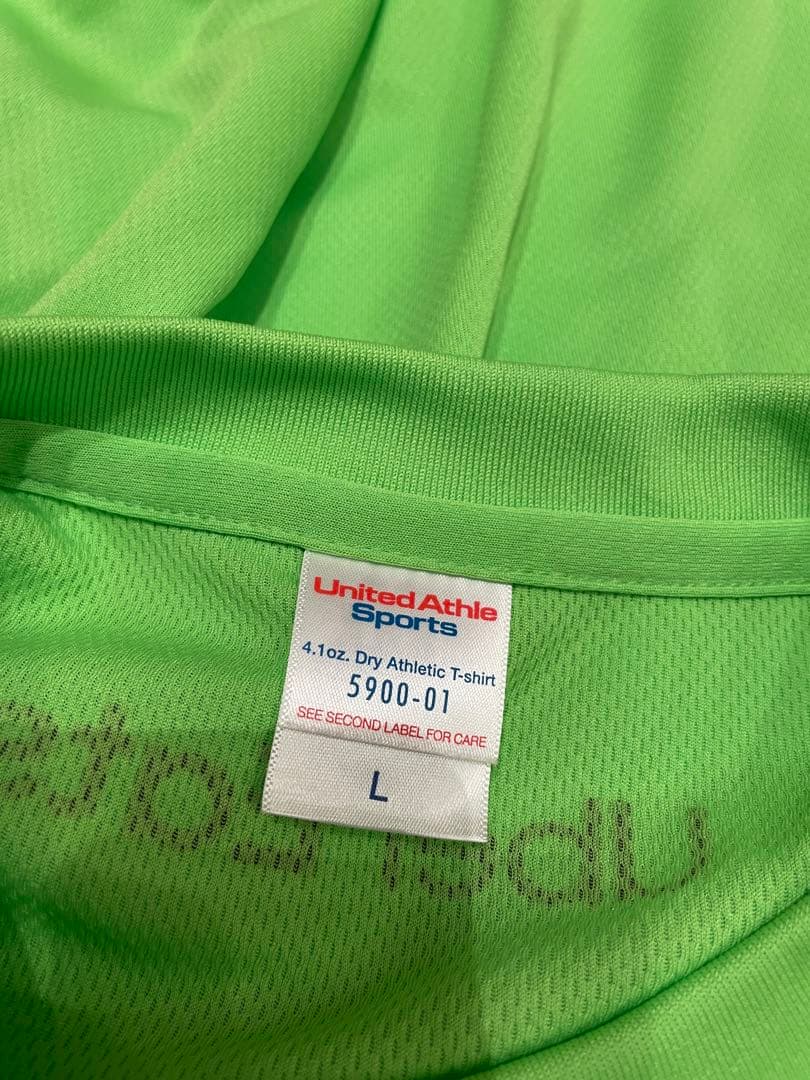 United Athle
Sports
4.1oz. Dry Athletic T-shirt
5900-01
SEE SECOND LABEL FOR CARE
L